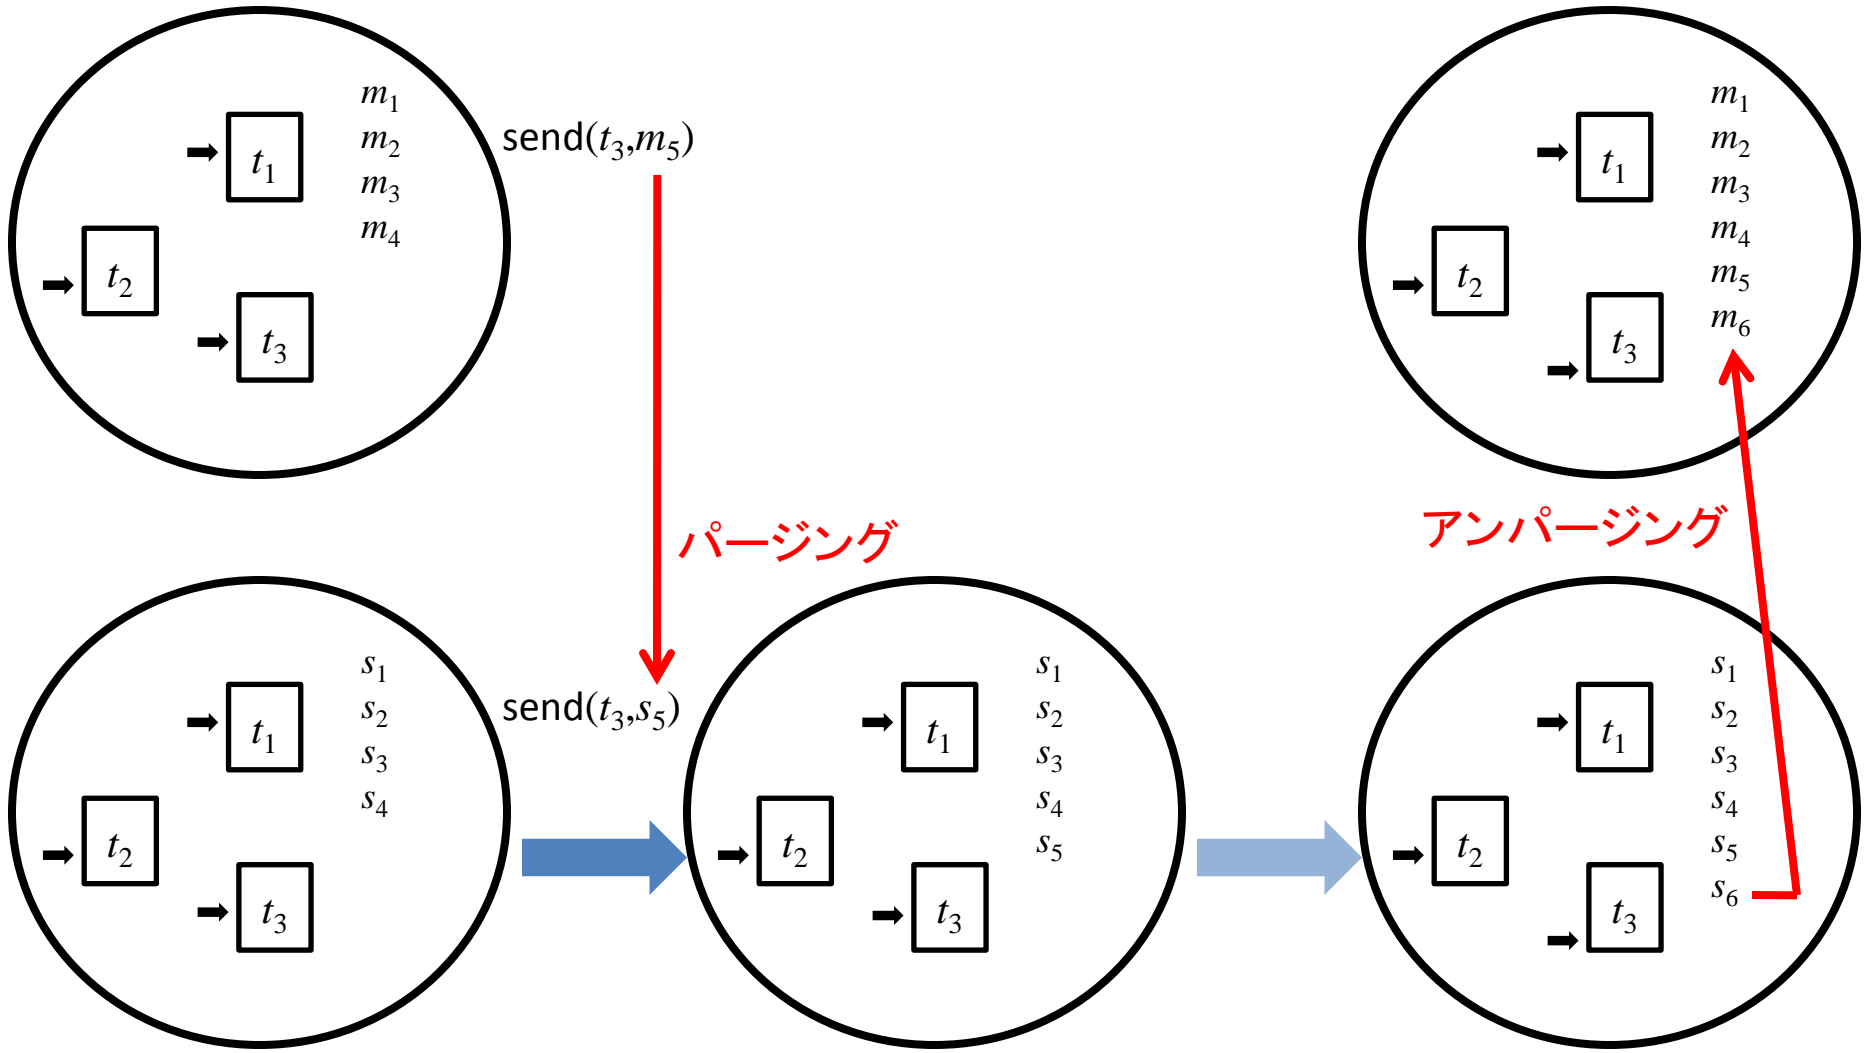 m₁
m₂
m₃
m₄
t₁
t₂
t₃
send(t₃,m₅)
m₁
m₂
m₃
m₄
m₅
m₆
t₁
t₂
t₃
パージング
アンパージング
s₁
s₂
s₃
s₄
t₁
t₂
t₃
send(t₃,s₅)
s₁
s₂
s₃
s₄
s₅
t₁
t₂
t₃
s₁
s₂
s₃
s₄
s₅
s₆
t₁
t₂
t₃